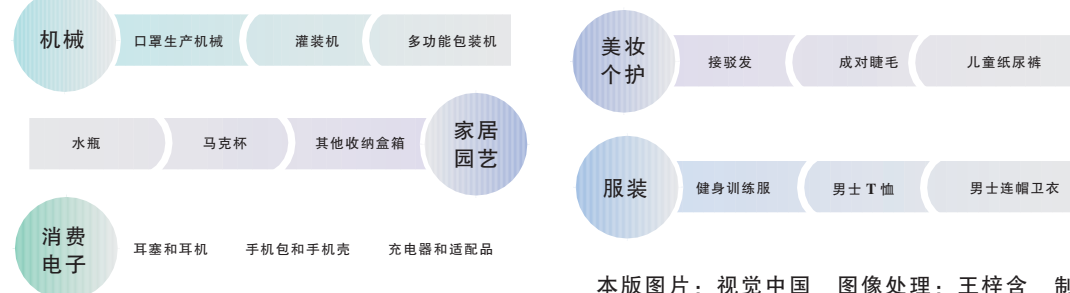 机械
口罩生产机械 灌装机 多功能包装机
水瓶 马克杯 其他收纳盒箱
家居
园艺
消费
电子
耳塞和耳机 手机包和手机壳 充电器和适配品
美妆
个护
接驳发 成对睫毛 儿童纸尿裤
服装
健身训练服 男士T恤 男士连帽卫衣
本版图片：视觉中国 图像处理：王梓含 制